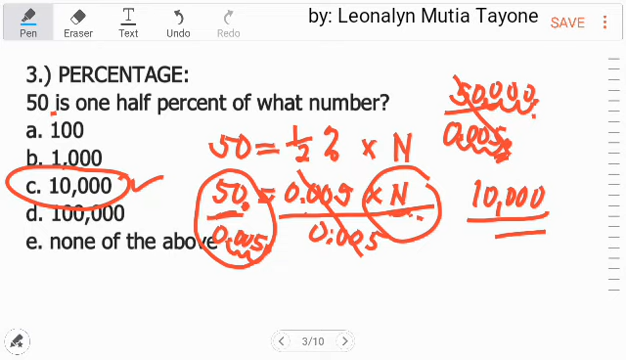 Pen
Eraser
Text
Undo
Redo
by: Leonalyn Mutia Tayone
SAVE
3.) PERCENTAGE:
50 is one half percent of what number?
a. 100
b. 1,000
c. 10,000
d. 100,000
e. none of the above
50 = 1/2 % × N
50 = 0.005 × N
0.005 0.005
50,000
0.005
10,000
3/10